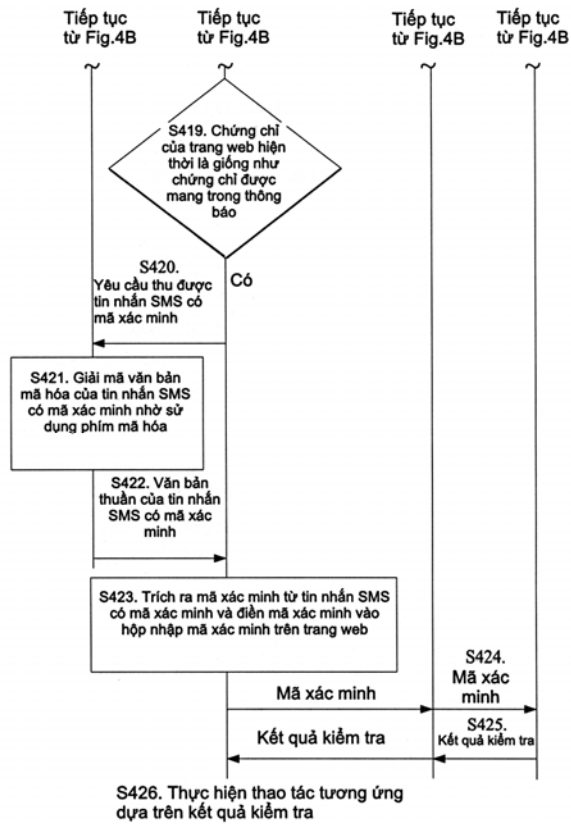 Tiếp tục
từ Fig.4B
Tiếp tục
từ Fig.4B
Tiếp tục
từ Fig.4B
Tiếp tục
từ Fig.4B
S419. Chứng chỉ
của trang web hiện
thời là giống như
chứng chỉ được
mang trong thông
báo
S420.
Yêu cầu thu được
tin nhắn SMS có
mã xác minh
Có
S421. Giải mã văn bản
mã hóa của tin nhắn SMS
có mã xác minh nhờ sử
dụng phím mã hóa
S422. Văn bản
thuần của tin nhắn
SMS có mã xác
minh
S423. Trích ra mã xác minh từ tin nhắn SMS
có mã xác minh và điền mã xác minh vào
hộp nhập mã xác minh trên trang web
Mã xác minh
S424.
Mã xác
minh
Kết quả kiểm tra
S425.
Kết quả kiểm tra
S426. Thực hiện thao tác tương ứng
dựa trên kết quả kiểm tra